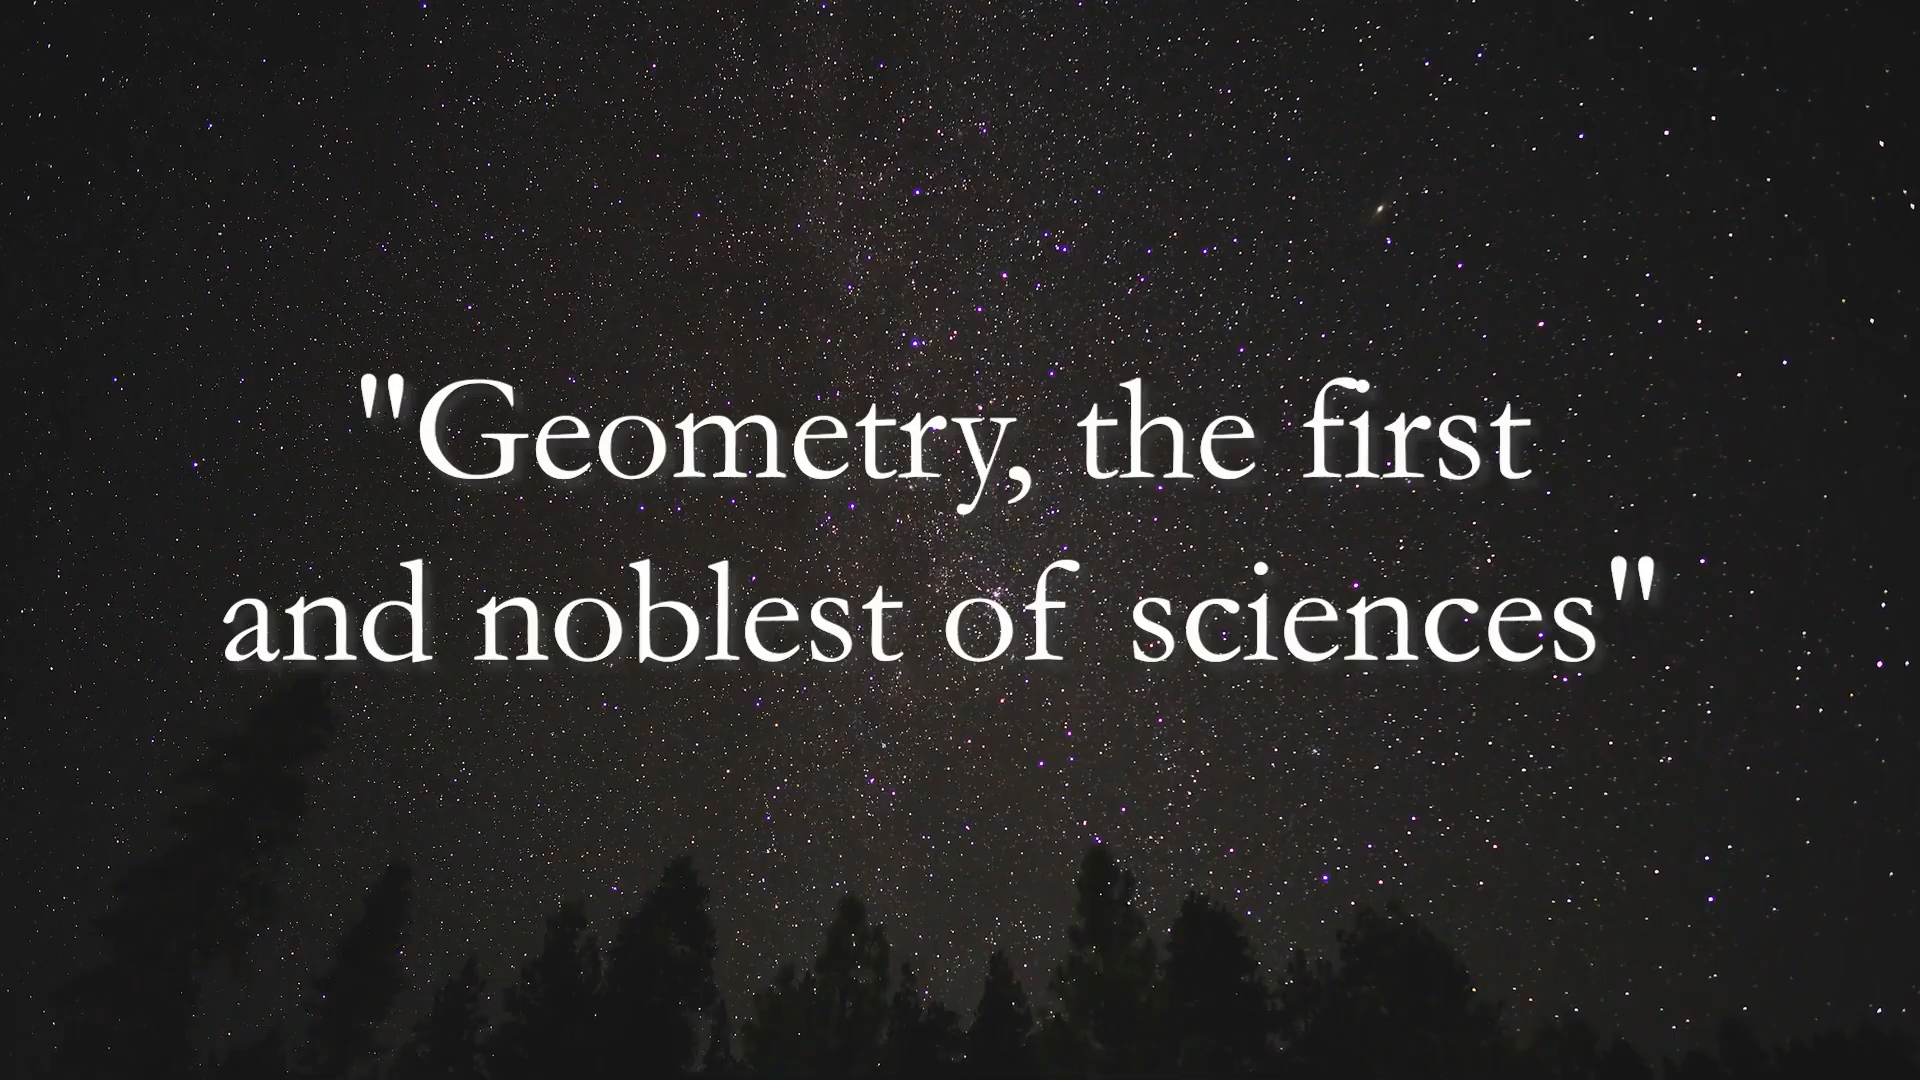 "Geometry, the first
and noblest of sciences"